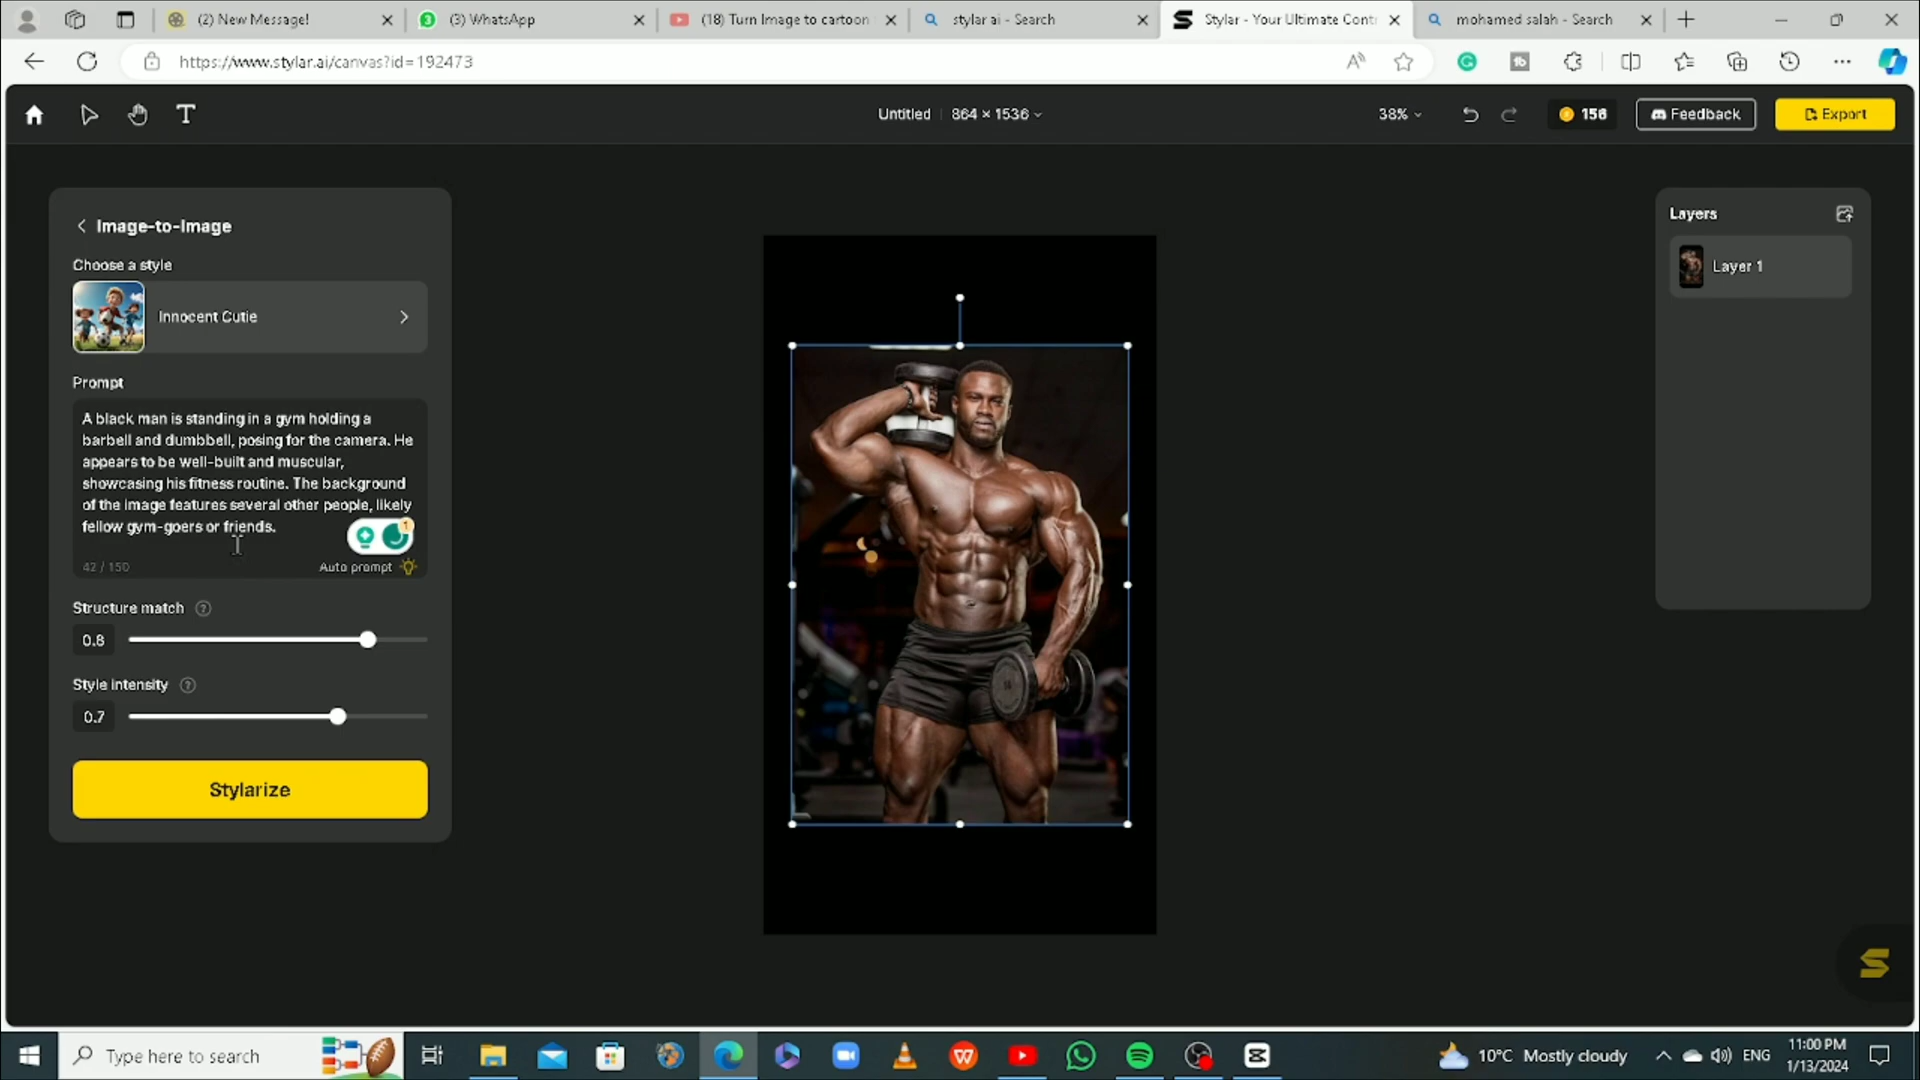 (2) New Message!
(3) WhatsApp
(18) Turn Image to cartoon
stylar ai - Search
Stylar - Your Ultimate Cont
mohamed salah - Search
https://www.stylar.ai/canvas?id=192473
Untitled
864 × 1536
38%
156
Feedback
Export
Image-to-Image
Choose a style
Innocent Cutie
Prompt
A black man is standing in a gym holding a
barbell and dumbbell, posing for the camera. He
appears to be well-built and muscular,
showcasing his fitness routine. The background
of the image features several other people, likely
fellow gym-goers or friends.
1
42 / 150
Auto prompt
Structure match
0.8
Style intensity
0.7
Stylarize
Layers
Layer 1
Type here to search
10°C Mostly cloudy
ENG
11:00 PM
1/13/2024